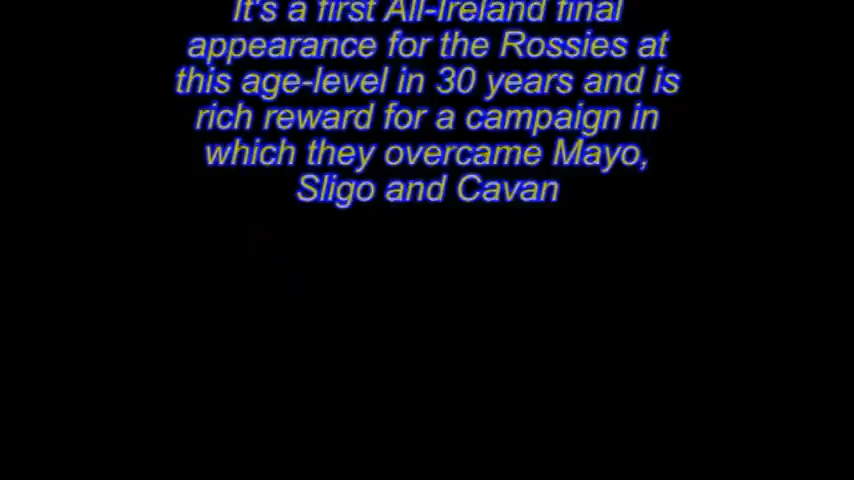 It's a first All-Ireland final
appearance for the Rossies at
this age-level in 30 years and is
rich reward for a campaign in
which they overcame Mayo,
Sligo and Cavan